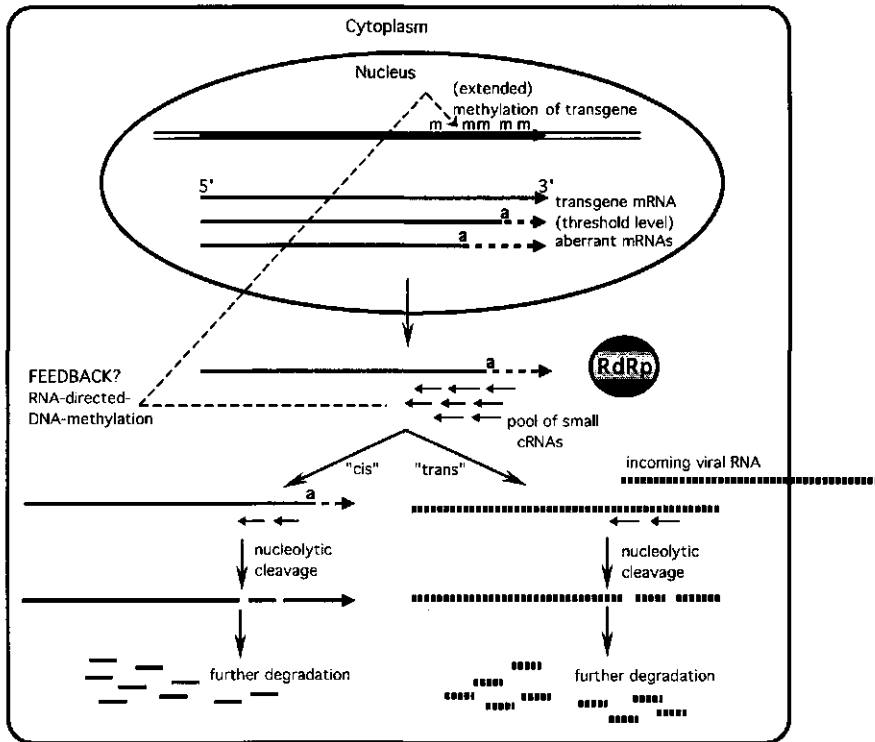 Cytoplasm
Nucleus
(extended)
methylation of transgene
m mm m m
5' 3'
transgene mRNA
a (threshold level)
a aberrant mRNAs
a
RdRp
FEEDBACK?
RNA-directed-
DNA-methylation
pool of small
cRNAs
"cis" "trans"
incoming viral RNA
a
nucleolytic
cleavage
nucleolytic
cleavage
further degradation
further degradation